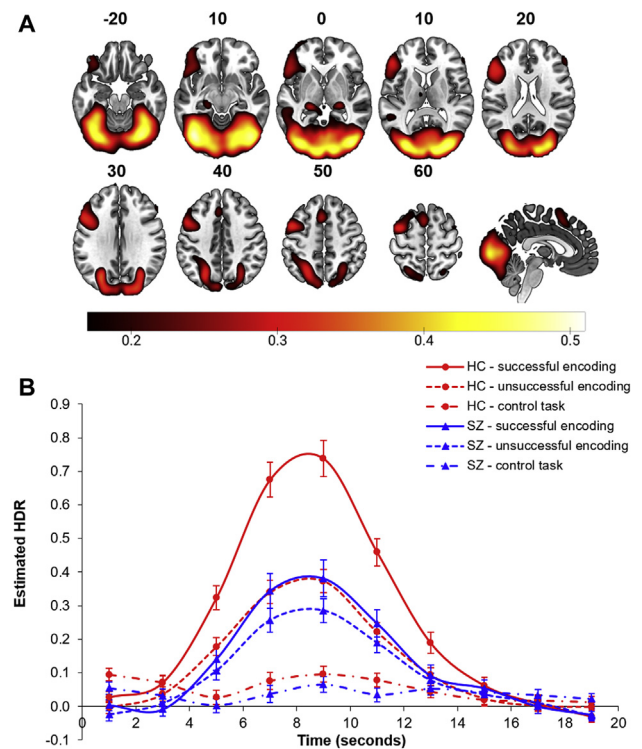 A
-20 10 0 10 20
30 40 50 60
0.2 0.3 0.4 0.5
B
HC - successful encoding
HC - unsuccessful encoding
HC - control task
SZ - successful encoding
SZ - unsuccessful encoding
SZ - control task
Estimated HDR
0.9
0.8
0.7
0.6
0.5
0.4
0.3
0.2
0.1
0.0
-0.1
0 2 4 6 8 10 12 14 16 18 20
Time (seconds)